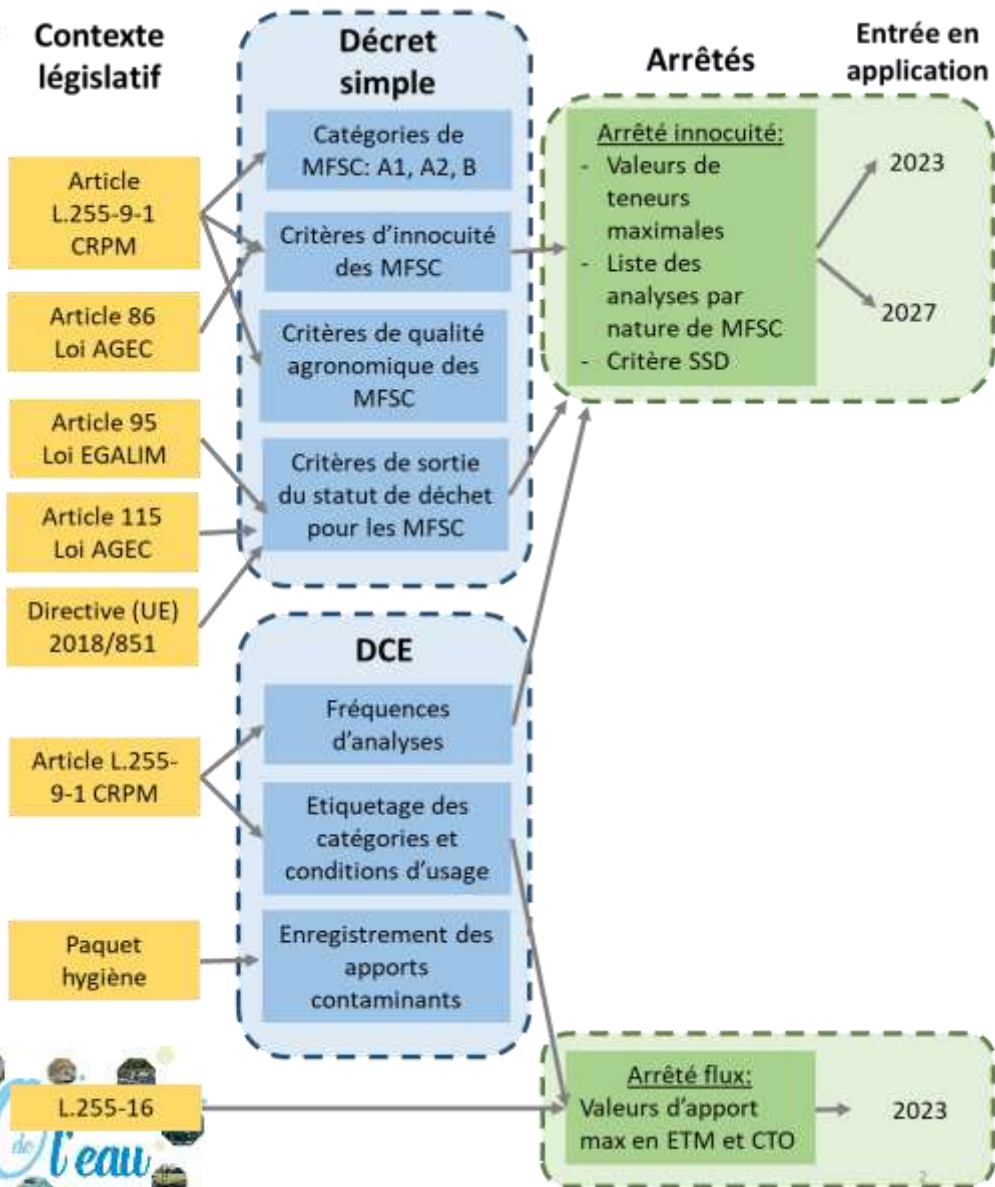 Contexte
législatif
Article
L.255-9-1
CRPM
Article 86
Loi AGEC
Article 95
Loi EGALIM
Article 115
Loi AGEC
Directive (UE)
2018/851
Article L.255-
9-1 CRPM
Paquet
hygiène
L.255-16
de
l'eau
Décret
simple
Catégories de
MFSC: A1, A2, B
Critères d'innocuité
des MFSC
Critères de qualité
agronomique des
MFSC
Critères de sortie
du statut de déchet
pour les MFSC
DCE
Fréquences
d'analyses
Etiquetage des
catégories et
conditions d'usage
Enregistrement des
apports
contaminants
Arrêtés
Arrêté innocuité:
- Valeurs de
teneurs
maximales
- Liste des
analyses par
nature de MFSC
- Critère SSD
Arrêté flux:
Valeurs d'apport
max en ETM et CTO
Entrée en
application
2023
2027
2023
2